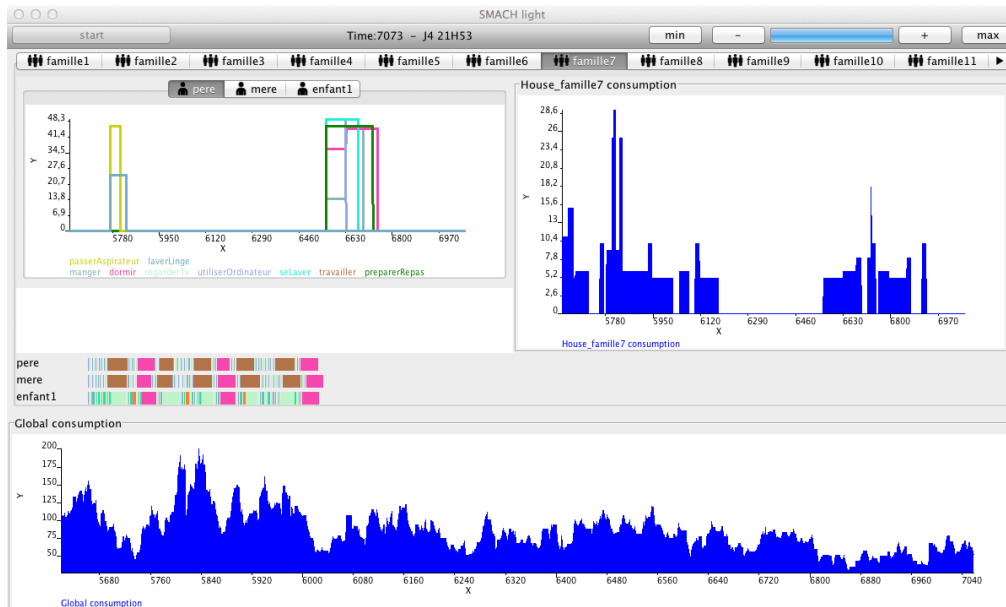 SMACH light
start Time:7073 – J4 21H53 min - + max
famille1 famille2 famille3 famille4 famille5 famille6 famille7 famille8 famille9 famille10 famille11
pere mere enfant1
48,3
41,4
34,5
27,6
20,7
13,8
6,9
0
Y
5780 5950 6120 6290 6460 6630 6800 6970
X
passerAspirateur laverLinge
manger dormir regarderTv utiliserOrdinateur seLaver travailler preparerRepas
House_famille7 consumption
28,6
26
23,4
20,8
18,2
15,6
13
10,4
7,8
5,2
2,6
0
Y
5780 5950 6120 6290 6460 6630 6800 6970
X
House_famille7 consumption
pere
mere
enfant1
Global consumption
200
175
150
125
100
75
50
Y
5680 5760 5840 5920 6000 6080 6160 6240 6320 6400 6480 6560 6640 6720 6800 6880 6960 7040
X
Global consumption